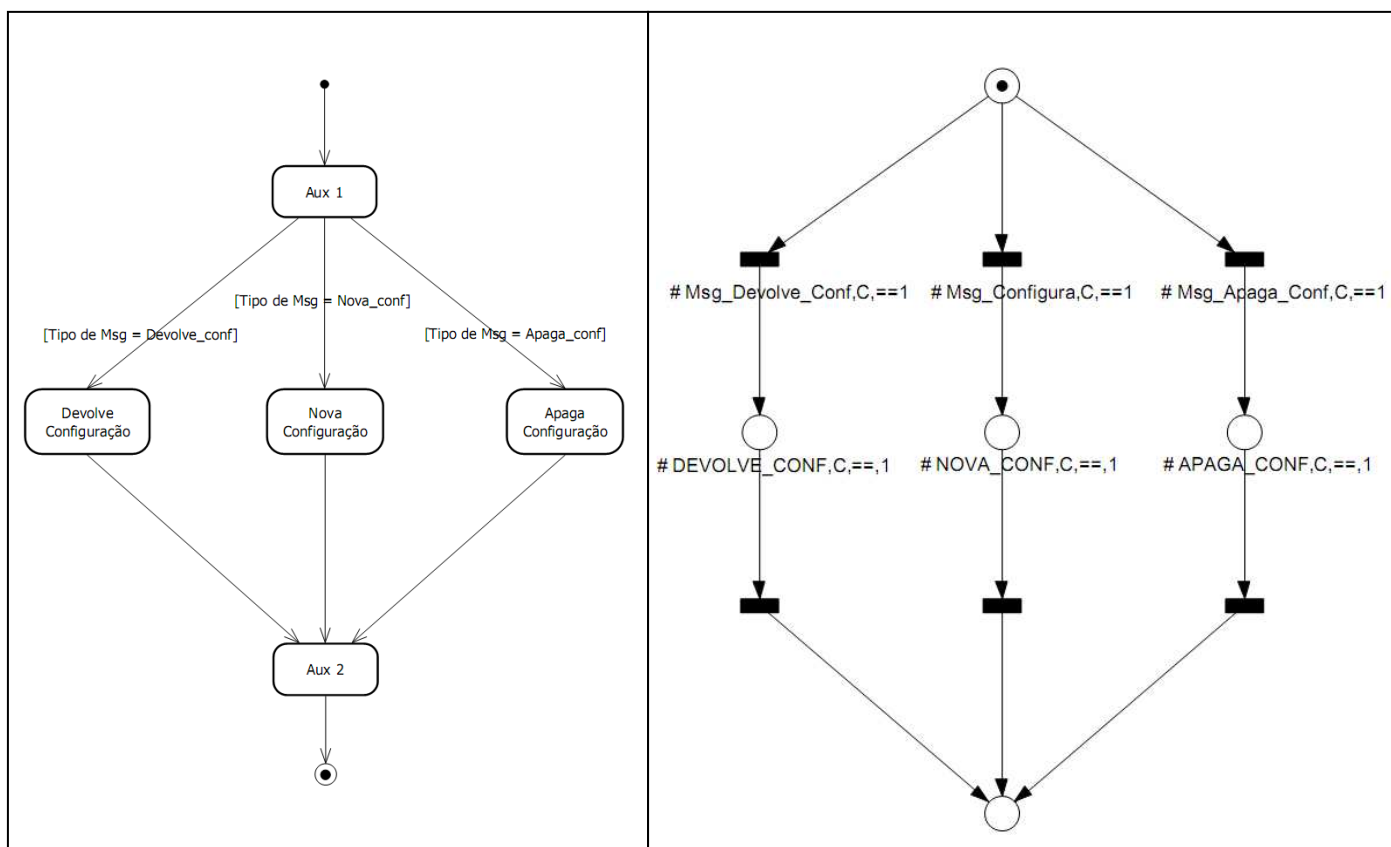 Aux 1
[Tipo de Msg = Nova_conf]
[Tipo de Msg = Devolve_conf]
[Tipo de Msg = Apaga_conf]
Devolve
Configuração
Nova
Configuração
Apaga
Configuração
Aux 2
# Msg_Devolve_Conf,C,==1
# Msg_Configura,C,==1
# Msg_Apaga_Conf,C,==1
# DEVOLVE_CONF,C,==,1
# NOVA_CONF,C,==,1
# APAGA_CONF,C,==,1